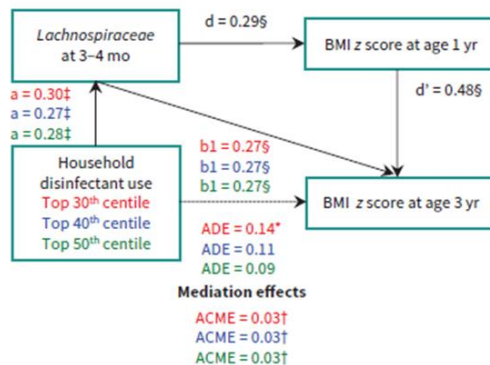 Lachnospiraceae
at 3–4 mo
d = 0.29§
BMI z score at age 1 yr
a = 0.30‡
a = 0.27‡
a = 0.28‡
d' = 0.48§
Household
disinfectant use
Top 30th centile
Top 40th centile
Top 50th centile
b1 = 0.27§
b1 = 0.27§
b1 = 0.27§
BMI z score at age 3 yr
ADE = 0.14*
ADE = 0.11
ADE = 0.09
Mediation effects
ACME = 0.03†
ACME = 0.03†
ACME = 0.03†